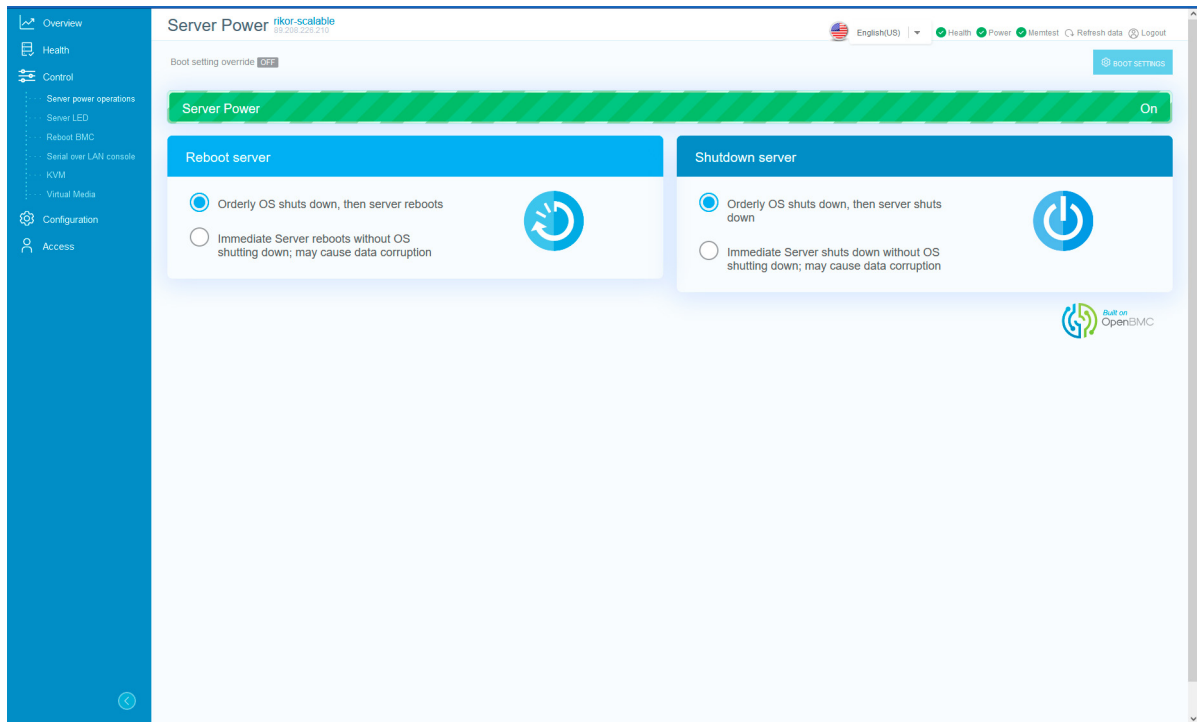 Overview
Health
Control
Server power operations
Server LED
Reboot BMC
Serial over LAN console
KVM
Virtual Media
Configuration
Access
Server Power rikor-scalable
89.208.226.210
English(US) Health Power Memtest Refresh data Logout
Boot setting override OFF
BOOT SETTINGS
Server Power On
Reboot server
Orderly OS shuts down, then server reboots
Immediate Server reboots without OS
shutting down; may cause data corruption
Shutdown server
Orderly OS shuts down, then server shuts
down
Immediate Server shuts down without OS
shutting down; may cause data corruption
Built on
OpenBMC